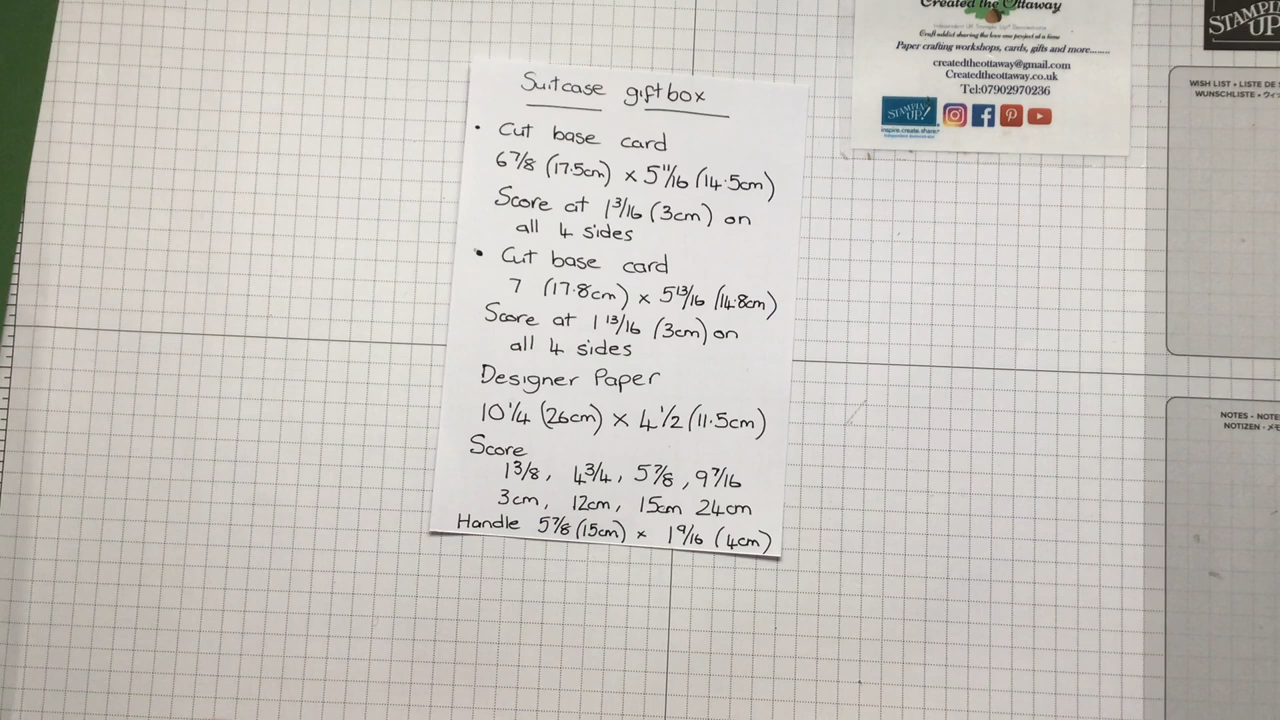 Suitcase giftbox
• Cut base card
6 7/8 (17.5cm) x 5 11/16 (14.5cm)
Score at 1 3/16 (3cm) on
all 4 sides
• Cut base card
7 (17.8cm) x 5 13/16 (14.8cm)
Score at 1 13/16 (3cm) on
all 4 sides
Designer Paper
10 1/4 (26cm) x 4 1/2 (11.5cm)
Score
1 3/8, 4 3/4, 5 7/8, 9 7/16
3cm, 12cm, 15cm 24cm
Handle 5 7/8 (15cm) x 1 9/16 (4cm)
Created the Ottaway
Craft addict sharing the love one project at a time
Paper crafting workshops, cards, gifts and more........
createdtheottaway@gmail.com
Createdtheottaway.co.uk
Tel:07902970236
STAMPIN' UP!
inspire.create.share
STAMPIN'
UP!
WISH LIST • LISTE DE
WUNSCHLISTE •
NOTES • NOTE
NOTIZEN •